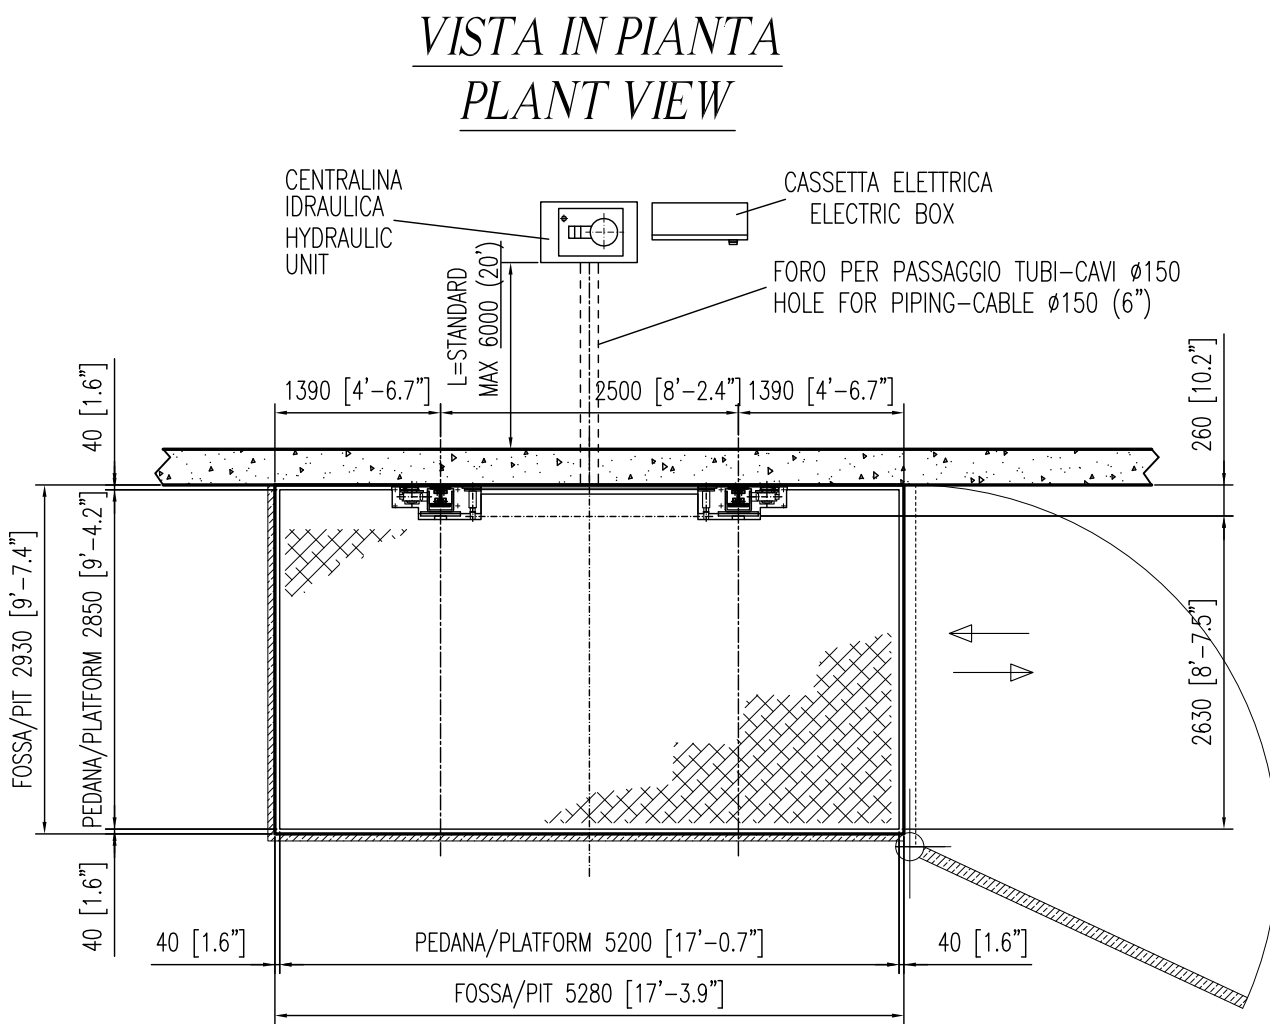 VISTA IN PIANTA
PLANT VIEW
CENTRALINA
IDRAULICA
HYDRAULIC
UNIT
CASSETTA ELETTRICA
ELECTRIC BOX
FORO PER PASSAGGIO TUBI-CAVI ø150
HOLE FOR PIPING-CABLE ø150 (6")
L=STANDARD
MAX 6000 (20')
40 [1.6"]
1390 [4'-6.7"]
2500 [8'-2.4"]
1390 [4'-6.7"]
260 [10.2"]
FOSSA/PIT 2930 [9'-7.4"]
PEDANA/PLATFORM 2850 [9'-4.2"]
2630 [8'-7.5"]
40 [1.6"]
40 [1.6"]
PEDANA/PLATFORM 5200 [17'-0.7"]
40 [1.6"]
FOSSA/PIT 5280 [17'-3.9"]